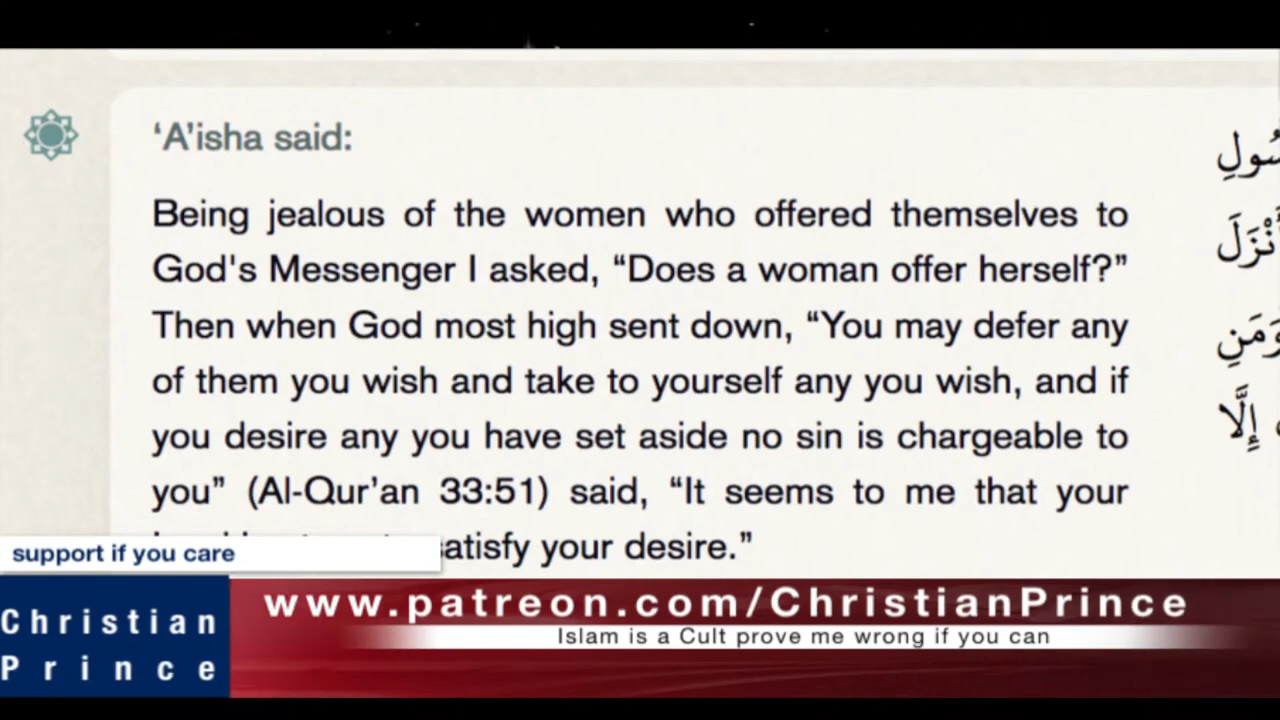 ‘A’isha said:
Being jealous of the women who offered themselves to
God's Messenger I asked, “Does a woman offer herself?”
Then when God most high sent down, “You may defer any
of them you wish and take to yourself any you wish, and if
you desire any you have set aside no sin is chargeable to
you” (Al-Qur’an 33:51) said, “It seems to me that your
satisfy your desire.”
وَمَنِ
إِلَّا
support if you care
Christian
Prince
www.patreon.com/ChristianPrince
Islam is a Cult prove me wrong if you can